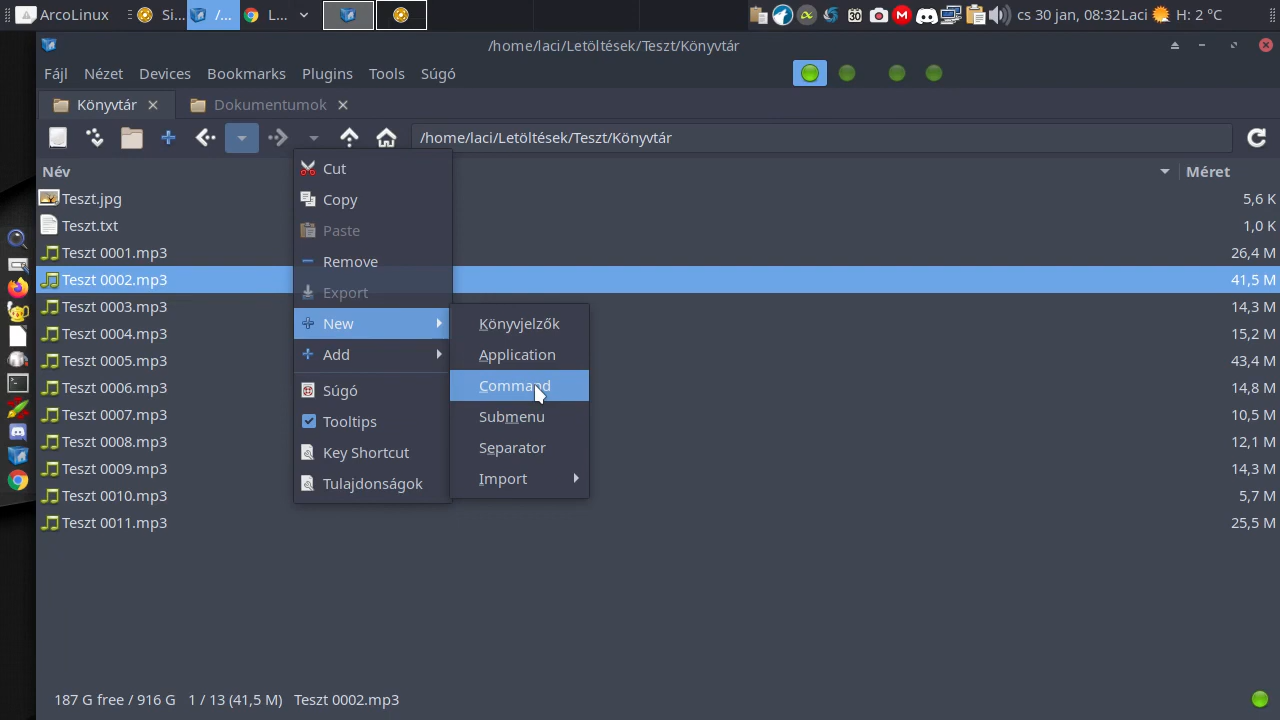 ArcoLinux
Si...
/...
L...
30
cs 30 jan, 08:32Laci
H: 2 °C
/home/laci/Letöltések/Teszt/Könyvtár
Fájl Nézet Devices Bookmarks Plugins Tools Súgó
Könyvtár
Dokumentumok
/home/laci/Letöltések/Teszt/Könyvtár
Név
Méret
Teszt.jpg 5,6 K
Teszt.txt 1,0 K
Teszt 0001.mp3 26,4 M
Teszt 0002.mp3 41,5 M
Teszt 0003.mp3 14,3 M
Teszt 0004.mp3 15,2 M
Teszt 0005.mp3 43,4 M
Teszt 0006.mp3 14,8 M
Teszt 0007.mp3 10,5 M
Teszt 0008.mp3 12,1 M
Teszt 0009.mp3 14,3 M
Teszt 0010.mp3 5,7 M
Teszt 0011.mp3 25,5 M
Cut
Copy
Paste
Remove
Export
New
Add
Súgó
Tooltips
Key Shortcut
Tulajdonságok
Könyvjelzők
Application
Command
Submenu
Separator
Import
187 G free / 916 G 1 / 13 (41,5 M) Teszt 0002.mp3